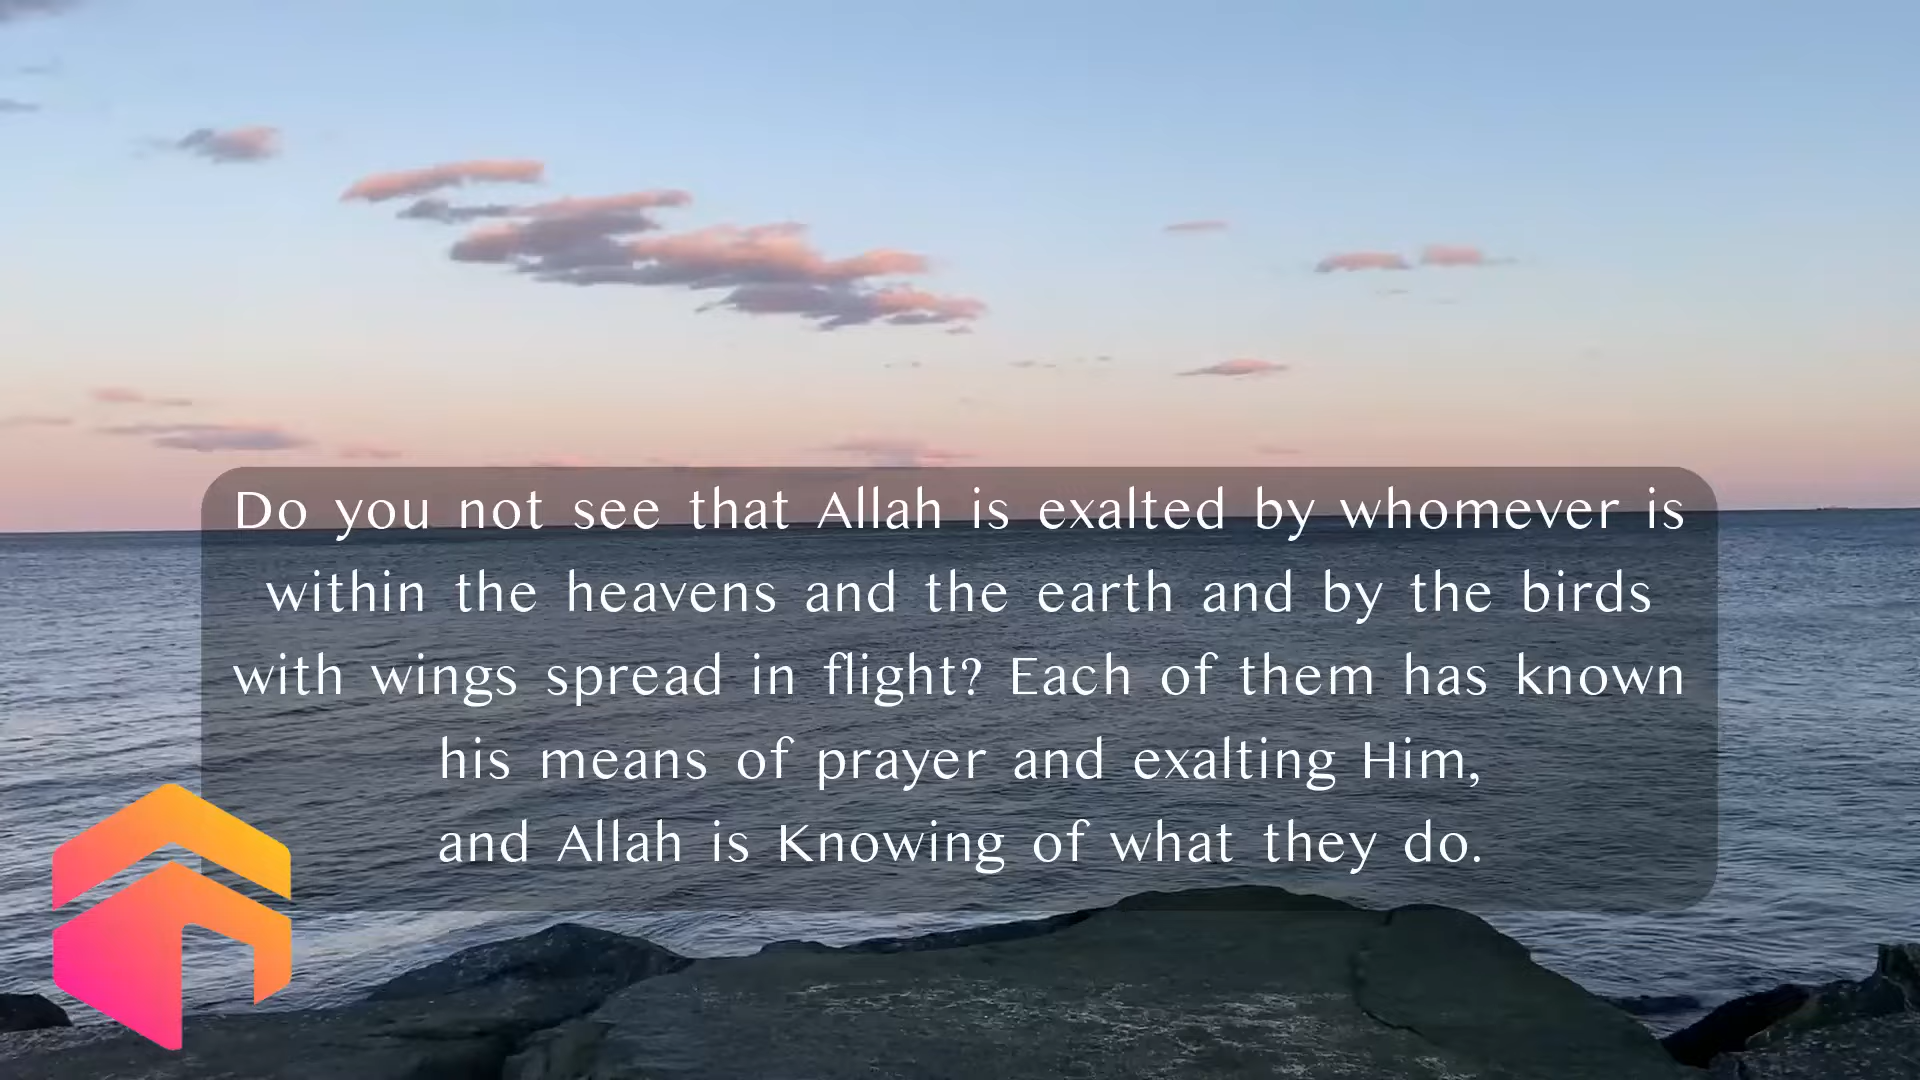 Do you not see that Allah is exalted by whomever is
within the heavens and the earth and by the birds
with wings spread in flight? Each of them has known
his means of prayer and exalting Him,
and Allah is Knowing of what they do.